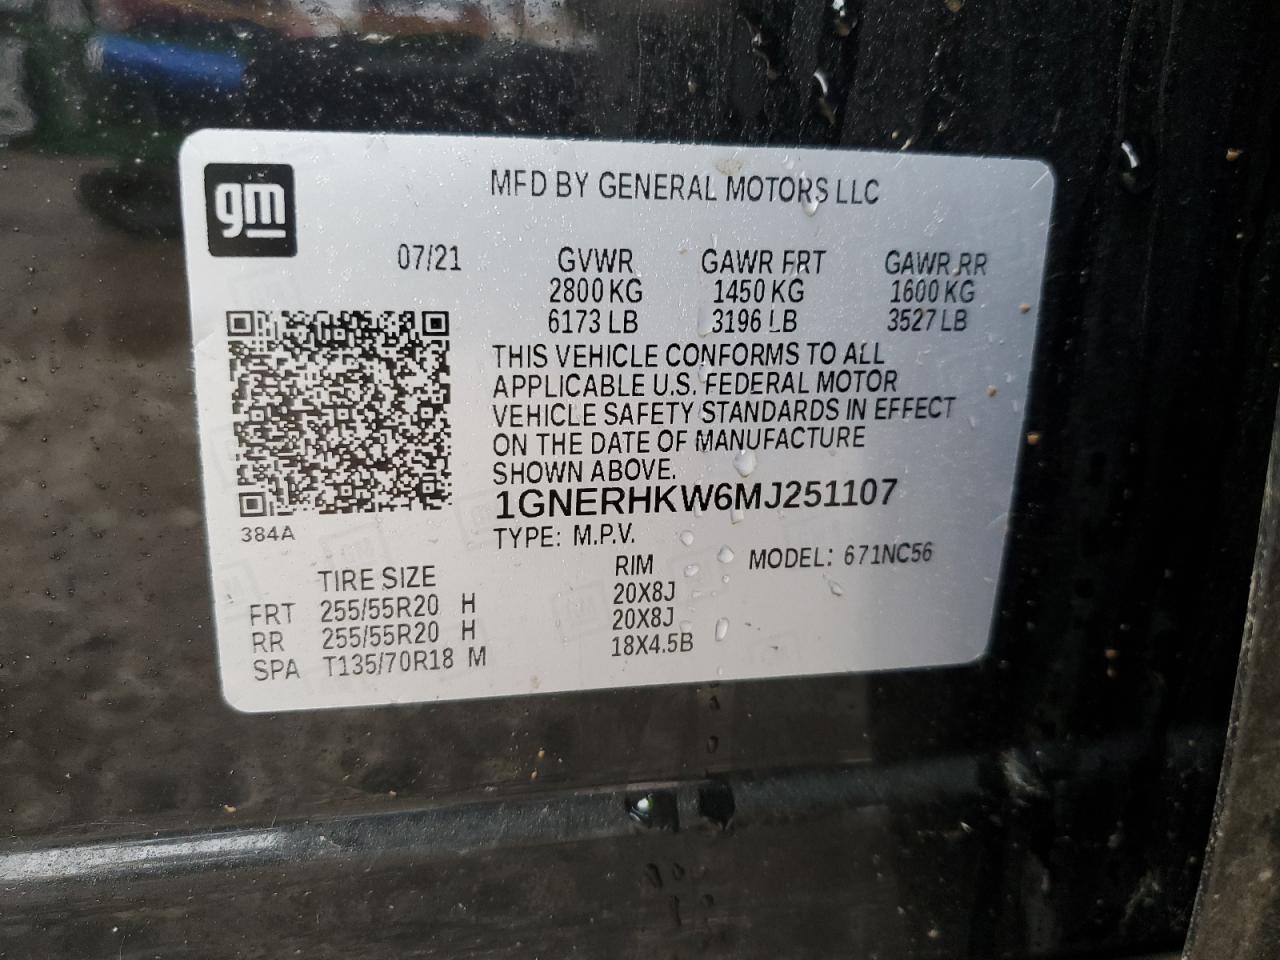 gm
MFD BY GENERAL MOTORS LLC
07/21 GVWR GAWR FRT GAWR RR
2800 KG 1450 KG 1600 KG
6173 LB 3196 LB 3527 LB
THIS VEHICLE CONFORMS TO ALL
APPLICABLE U.S. FEDERAL MOTOR
VEHICLE SAFETY STANDARDS IN EFFECT
ON THE DATE OF MANUFACTURE
SHOWN ABOVE.
1GNERHKW6MJ251107
384A
TYPE: M.P.V.
MODEL: 671NC56
TIRE SIZE RIM
FRT 255/55R20 H 20X8J
RR 255/55R20 H 20X8J
SPA T135/70R18 M 18X4.5B